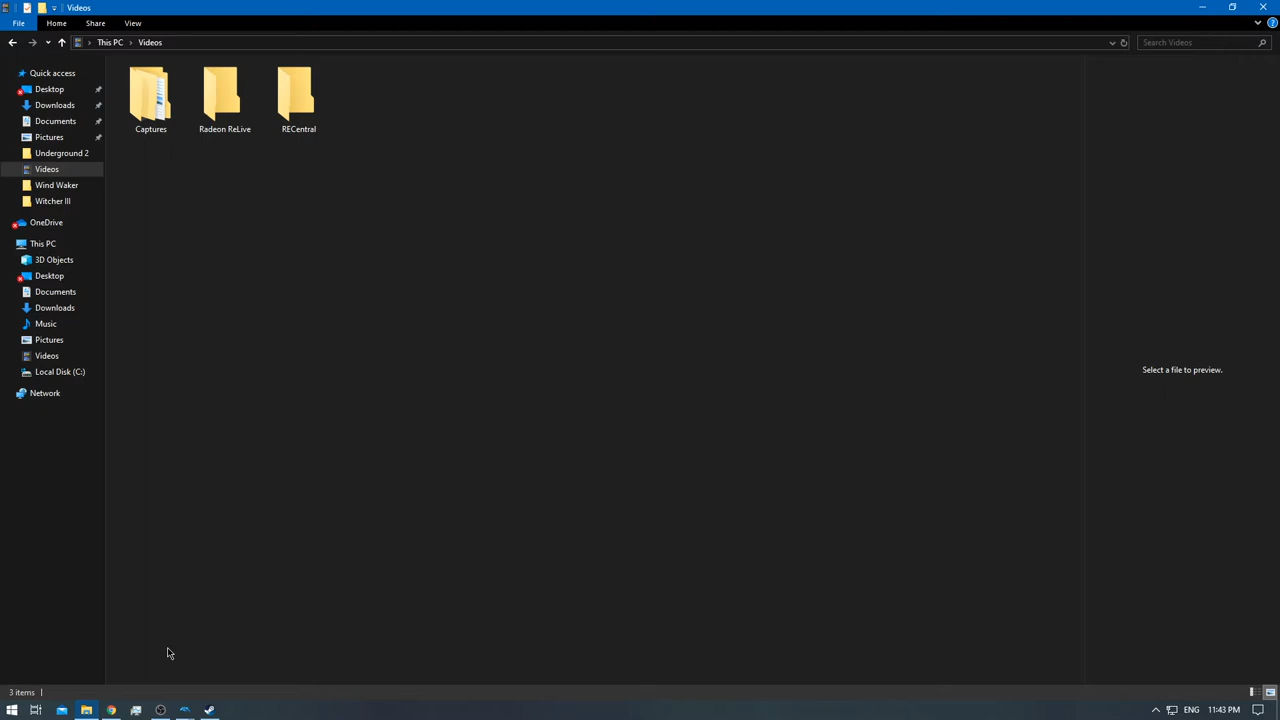 Videos
File Home Share View
This PC Videos Search Videos
Quick access
Desktop
Downloads
Documents
Pictures
Underground 2
Videos
Wind Waker
Witcher III
OneDrive
This PC
3D Objects
Desktop
Documents
Downloads
Music
Pictures
Videos
Local Disk (C:)
Network
Captures Radeon ReLive RECentral
Select a file to preview.
3 items
ENG 11:43 PM